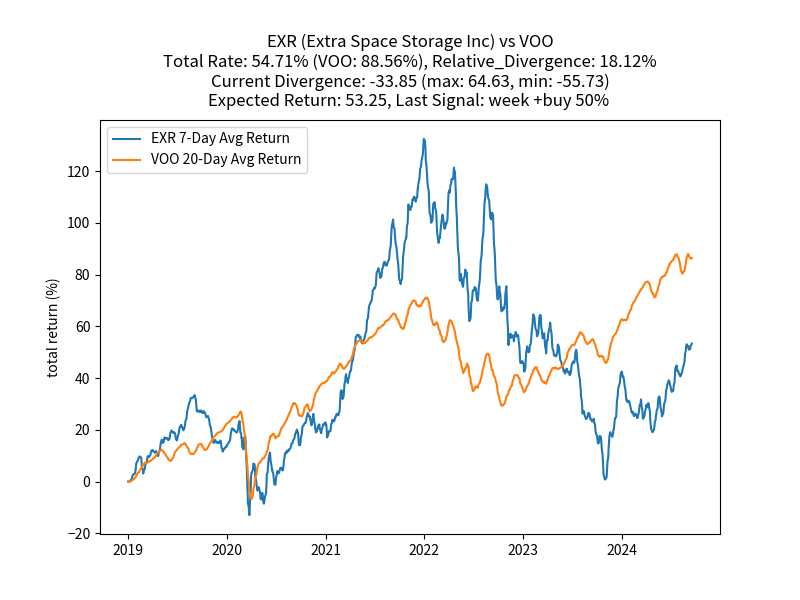 EXR (Extra Space Storage Inc) vs VOO
Total Rate: 54.71% (VOO: 88.56%), Relative_Divergence: 18.12%
Current Divergence: -33.85 (max: 64.63, min: -55.73)
Expected Return: 53.25, Last Signal: week +buy 50%
EXR 7-Day Avg Return
VOO 20-Day Avg Return
total return (%)
120
100
80
60
40
20
0
−20
2019 2020 2021 2022 2023 2024